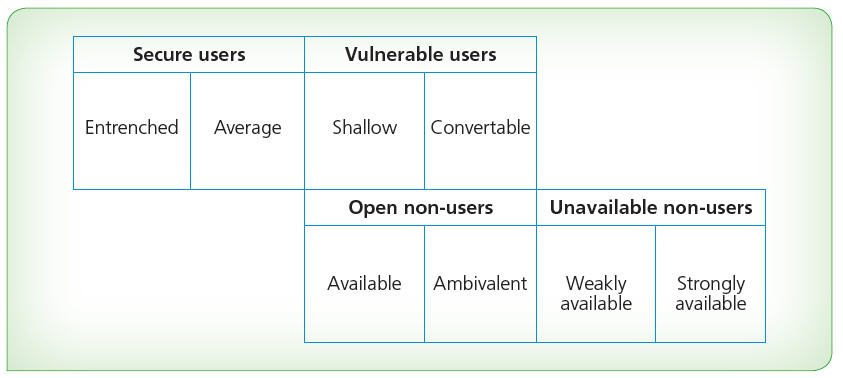 Secure users
Vulnerable users
Entrenched
Average
Shallow
Convertable
Open non-users
Unavailable non-users
Available
Ambivalent
Weakly
available
Strongly
available